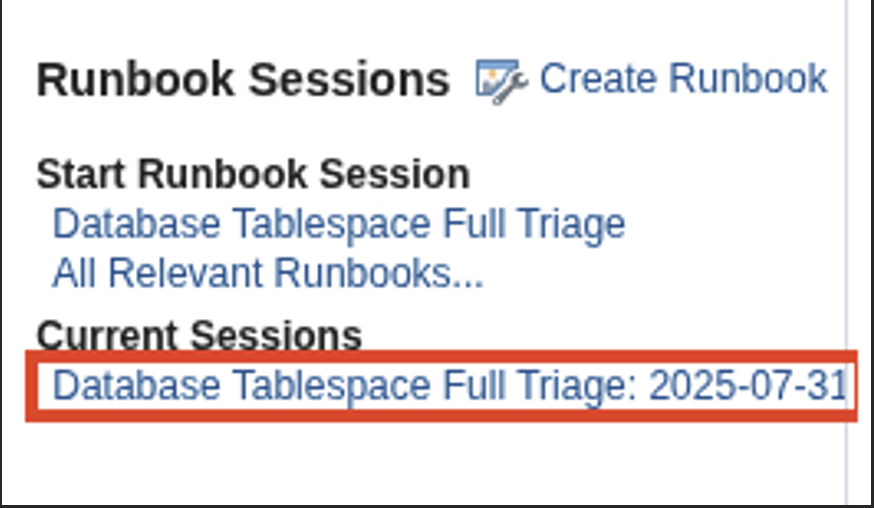 Runbook Sessions Create Runbook
Start Runbook Session
Database Tablespace Full Triage
All Relevant Runbooks...
Current Sessions
Database Tablespace Full Triage: 2025-07-31